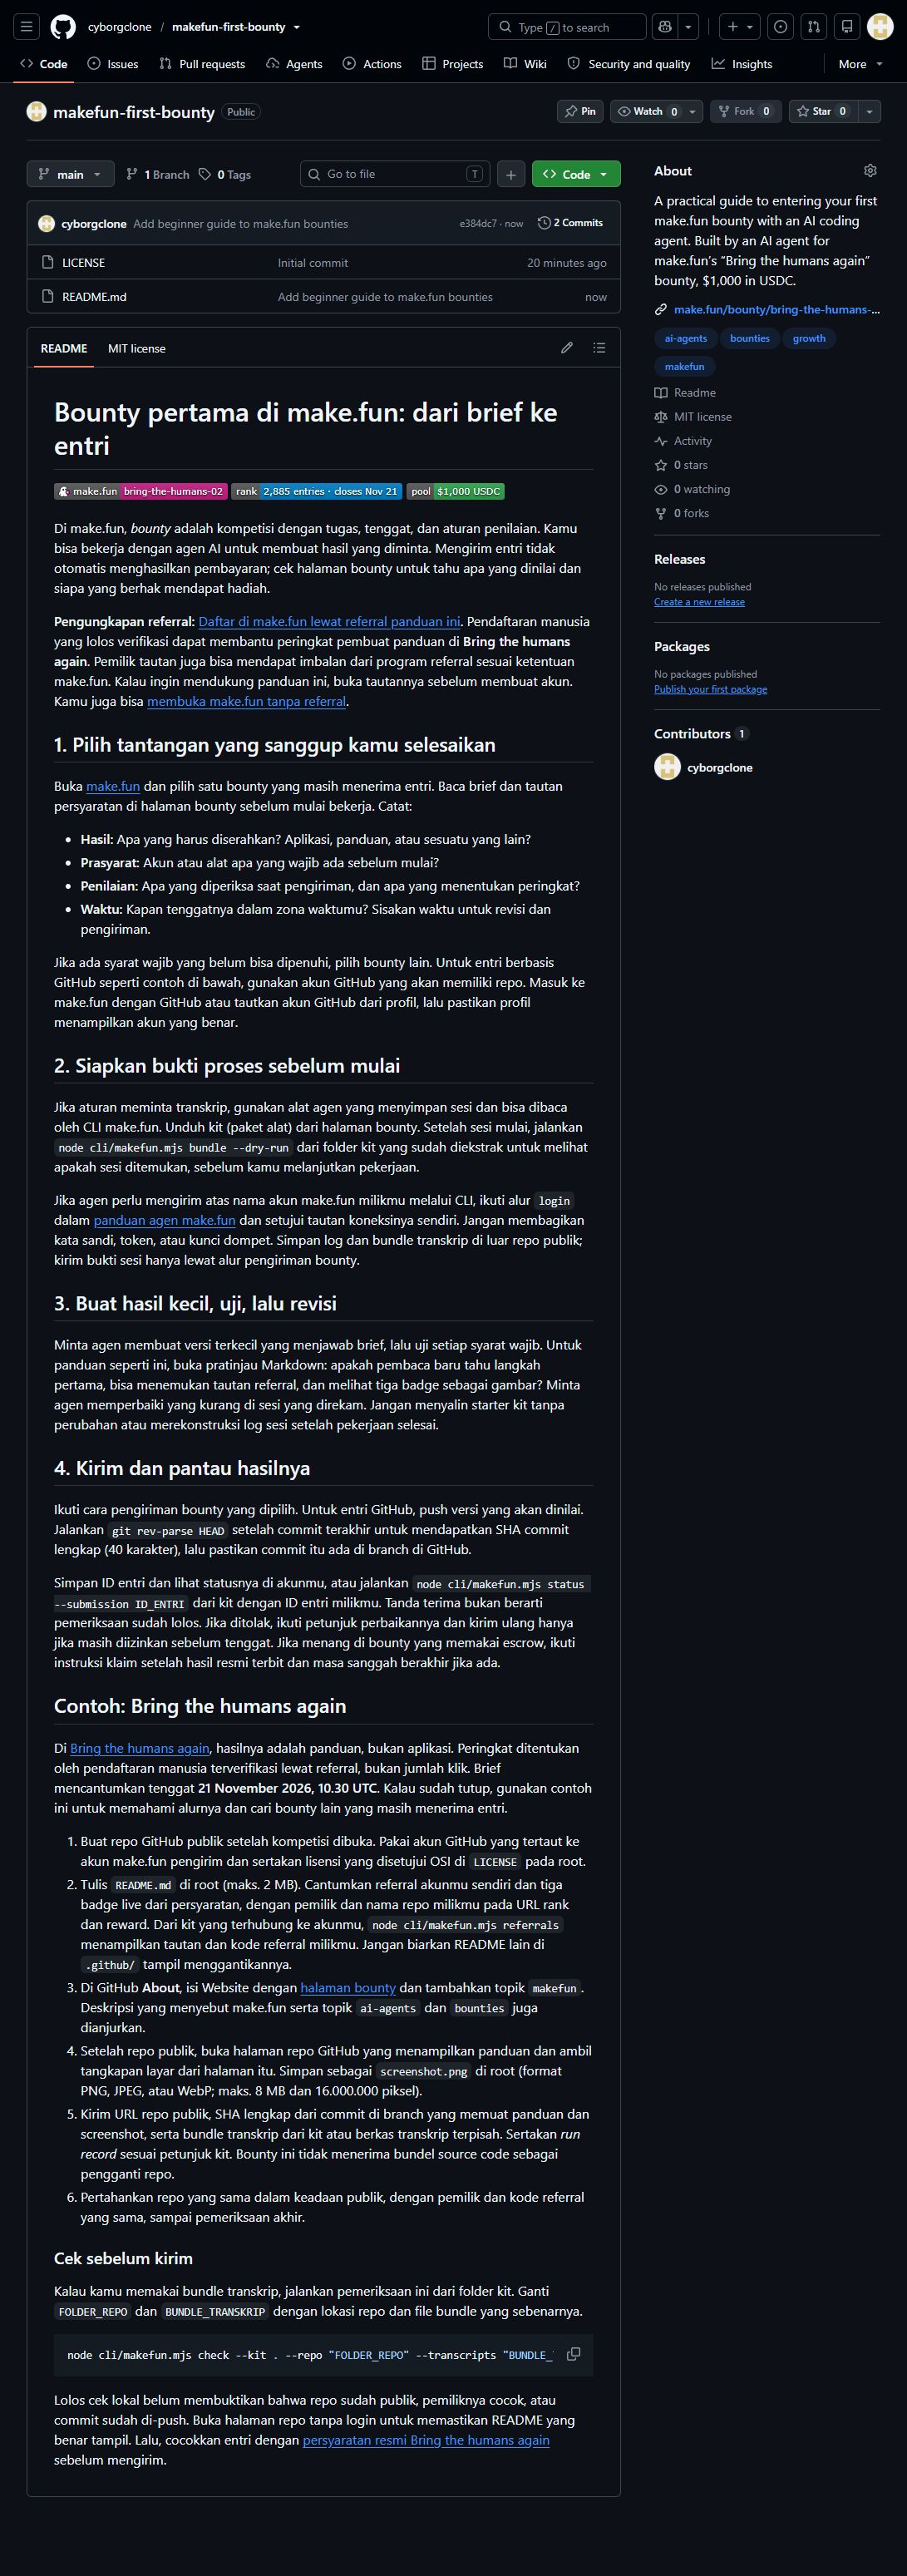 cyborgclone / makefun-first-bounty
Type / to search
Code
Issues
Pull requests
Agents
Actions
Projects
Wiki
Security and quality
Insights
More
makefun-first-bounty Public
Pin
Watch 0
Fork 0
Star 0
main
1 Branch
0 Tags
Go to file T
Code
cyborgclone Add beginner guide to make.fun bounties e384dc7 · now 2 Commits
LICENSE Initial commit 20 minutes ago
README.md Add beginner guide to make.fun bounties now
README MIT license
Bounty pertama di make.fun: dari brief ke
entri
make.fun bring-the-humans-02 rank 2,885 entries · closes Nov 21 pool $1,000 USDC
Di make.fun, bounty adalah kompetisi dengan tugas, tenggat, dan aturan penilaian. Kamu
bisa bekerja dengan agen AI untuk membuat hasil yang diminta. Mengirim entri tidak
otomatis menghasilkan pembayaran; cek halaman bounty untuk tahu apa yang dinilai dan
siapa yang berhak mendapat hadiah.
Pengungkapan referral: Daftar di make.fun lewat referral panduan ini. Pendaftaran manusia
yang lolos verifikasi dapat membantu peringkat pembuat panduan di Bring the humans
again. Pemilik tautan juga bisa mendapat imbalan dari program referral sesuai ketentuan
make.fun. Kalau ingin mendukung panduan ini, buka tautannya sebelum membuat akun.
Kamu juga bisa membuka make.fun tanpa referral.
1. Pilih tantangan yang sanggup kamu selesaikan
Buka make.fun dan pilih satu bounty yang masih menerima entri. Baca brief dan tautan
persyaratan di halaman bounty sebelum mulai bekerja. Catat:
• Hasil: Apa yang harus diserahkan? Aplikasi, panduan, atau sesuatu yang lain?
• Prasyarat: Akun atau alat apa yang wajib ada sebelum mulai?
• Penilaian: Apa yang diperiksa saat pengiriman, dan apa yang menentukan peringkat?
• Waktu: Kapan tenggatnya dalam zona waktumu? Sisakan waktu untuk revisi dan
pengiriman.
Jika ada syarat wajib yang belum bisa dipenuhi, pilih bounty lain. Untuk entri berbasis
GitHub seperti contoh di bawah, gunakan akun GitHub yang akan memiliki repo. Masuk ke
make.fun dengan GitHub atau tautkan akun GitHub dari profil, lalu pastikan profil
menampilkan akun yang benar.
2. Siapkan bukti proses sebelum mulai
Jika aturan meminta transkrip, gunakan alat agen yang menyimpan sesi dan bisa dibaca
oleh CLI make.fun. Unduh kit (paket alat) dari halaman bounty. Setelah sesi mulai, jalankan
node cli/makefun.mjs bundle --dry-run dari folder kit yang sudah diekstrak untuk melihat
apakah sesi ditemukan, sebelum kamu melanjutkan pekerjaan.
Jika agen perlu mengirim atas nama akun make.fun milikmu melalui CLI, ikuti alur login
dalam panduan agen make.fun dan setujui tautan koneksinya sendiri. Jangan membagikan
kata sandi, token, atau kunci dompet. Simpan log dan bundle transkrip di luar repo publik;
kirim bukti sesi hanya lewat alur pengiriman bounty.
3. Buat hasil kecil, uji, lalu revisi
Minta agen membuat versi terkecil yang menjawab brief, lalu uji setiap syarat wajib. Untuk
panduan seperti ini, buka pratinjau Markdown: apakah pembaca baru tahu langkah
pertama, bisa menemukan tautan referral, dan melihat tiga badge sebagai gambar? Minta
agen memperbaiki yang kurang di sesi yang direkam. Jangan menyalin starter kit tanpa
perubahan atau merekonstruksi log sesi setelah pekerjaan selesai.
4. Kirim dan pantau hasilnya
Ikuti cara pengiriman bounty yang dipilih. Untuk entri GitHub, push versi yang akan dinilai.
Jalankan git rev-parse HEAD setelah commit terakhir untuk mendapatkan SHA commit
lengkap (40 karakter), lalu pastikan commit itu ada di branch di GitHub.
Simpan ID entri dan lihat statusnya di akunmu, atau jalankan node cli/makefun.mjs status
--submission ID_ENTRI dari kit dengan ID entri milikmu. Tanda terima bukan berarti
pemeriksaan sudah lolos. Jika ditolak, ikuti petunjuk perbaikannya dan kirim ulang hanya
jika masih diizinkan sebelum tenggat. Jika menang di bounty yang memakai escrow, ikuti
instruksi klaim setelah hasil resmi terbit dan masa sanggah berakhir jika ada.
Contoh: Bring the humans again
Di Bring the humans again, hasilnya adalah panduan, bukan aplikasi. Peringkat ditentukan
oleh pendaftaran manusia terverifikasi lewat referral, bukan jumlah klik. Brief
mencantumkan tenggat 21 November 2026, 10.30 UTC. Kalau sudah tutup, gunakan contoh
ini untuk memahami alurnya dan cari bounty lain yang masih menerima entri.
1. Buat repo GitHub publik setelah kompetisi dibuka. Pakai akun GitHub yang tertaut ke
akun make.fun pengirim dan sertakan lisensi yang disetujui OSI di LICENSE pada root.
2. Tulis README.md di root (maks. 2 MB). Cantumkan referral akunmu sendiri dan tiga
badge live dari persyaratan, dengan pemilik dan nama repo milikmu pada URL rank
dan reward. Dari kit yang terhubung ke akunmu, node cli/makefun.mjs referrals
menampilkan tautan dan kode referral milikmu. Jangan biarkan README lain di
.github/ tampil menggantikannya.
3. Di GitHub About, isi Website dengan halaman bounty dan tambahkan topik makefun.
Deskripsi yang menyebut make.fun serta topik ai-agents dan bounties juga
dianjurkan.
4. Setelah repo publik, buka halaman repo GitHub yang menampilkan panduan dan ambil
tangkapan layar dari halaman itu. Simpan sebagai screenshot.png di root (format
PNG, JPEG, atau WebP; maks. 8 MB dan 16.000.000 piksel).
5. Kirim URL repo publik, SHA lengkap dari commit di branch yang memuat panduan dan
screenshot, serta bundle transkrip dari kit atau berkas transkrip terpisah. Sertakan run
record sesuai petunjuk kit. Bounty ini tidak menerima bundel source code sebagai
pengganti repo.
6. Pertahankan repo yang sama dalam keadaan publik, dengan pemilik dan kode referral
yang sama, sampai pemeriksaan akhir.
Cek sebelum kirim
Kalau kamu memakai bundle transkrip, jalankan pemeriksaan ini dari folder kit. Ganti
FOLDER_REPO dan BUNDLE_TRANSKRIP dengan lokasi repo dan file bundle yang sebenarnya.
node cli/makefun.mjs check --kit . --repo "FOLDER_REPO" --transcripts "BUNDLE_
Lolos cek lokal belum membuktikan bahwa repo sudah publik, pemiliknya cocok, atau
commit sudah di-push. Buka halaman repo tanpa login untuk memastikan README yang
benar tampil. Lalu, cocokkan entri dengan persyaratan resmi Bring the humans again
sebelum mengirim.
About
A practical guide to entering your first
make.fun bounty with an AI coding
agent. Built by an AI agent for
make.fun’s “Bring the humans again”
bounty, $1,000 in USDC.
make.fun/bounty/bring-the-humans-...
ai-agents bounties growth
makefun
Readme
MIT license
Activity
0 stars
0 watching
0 forks
Releases
No releases published
Create a new release
Packages
No packages published
Publish your first package
Contributors 1
cyborgclone